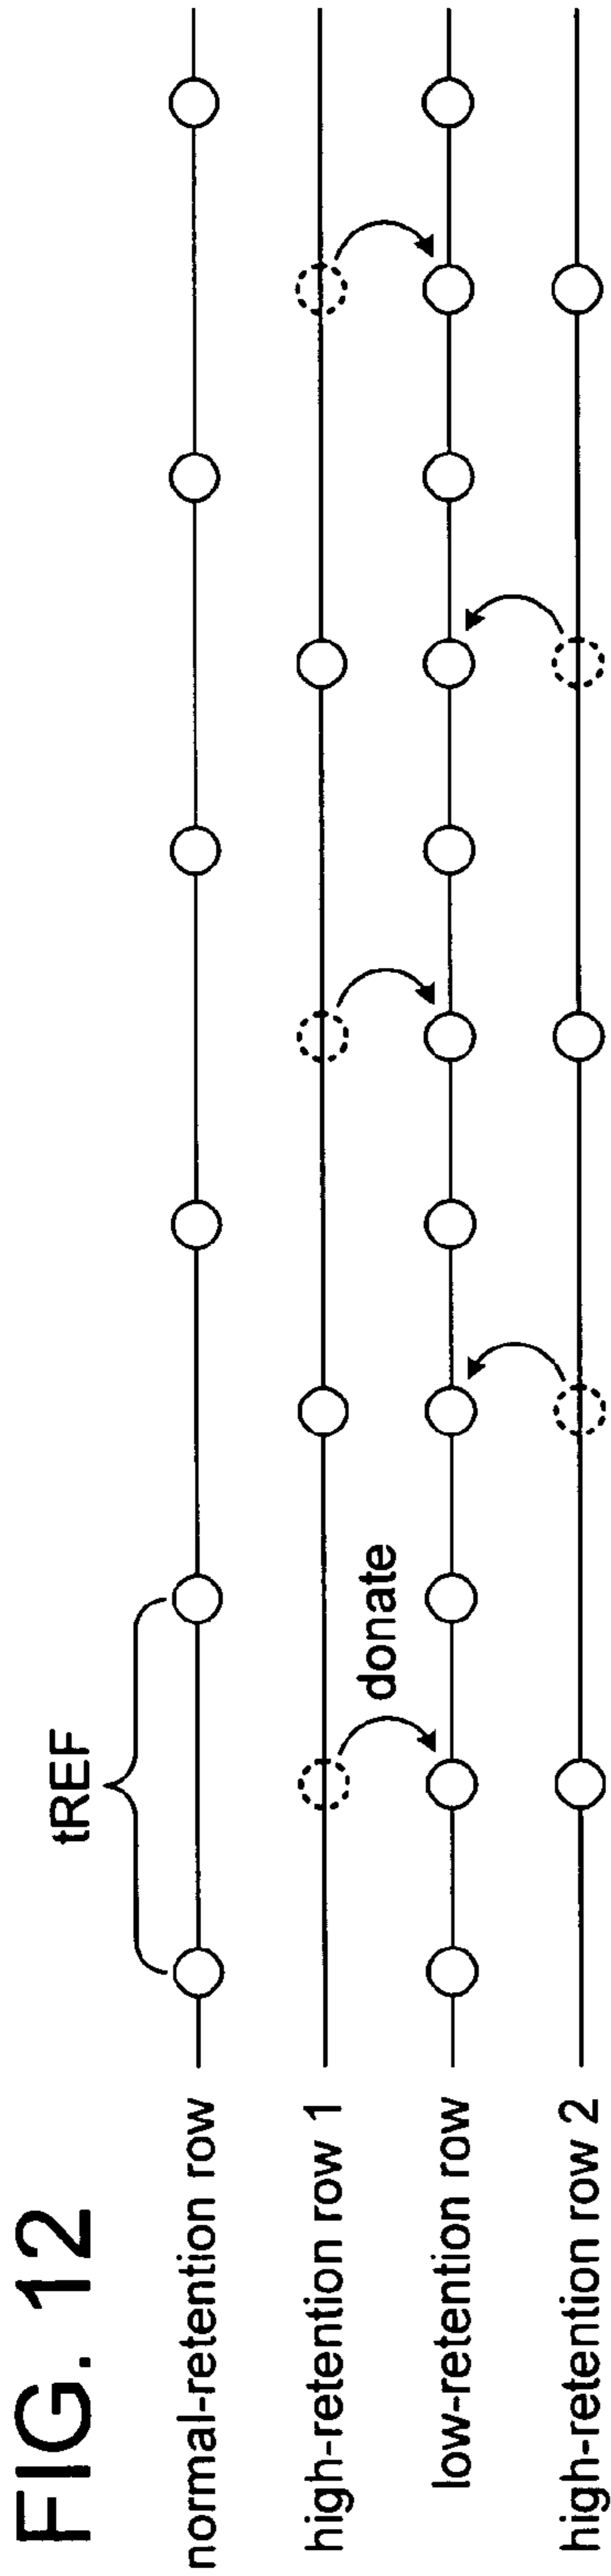 FIG. 12
tREF
normal-retention row
high-retention row 1
donate
low-retention row
high-retention row 2